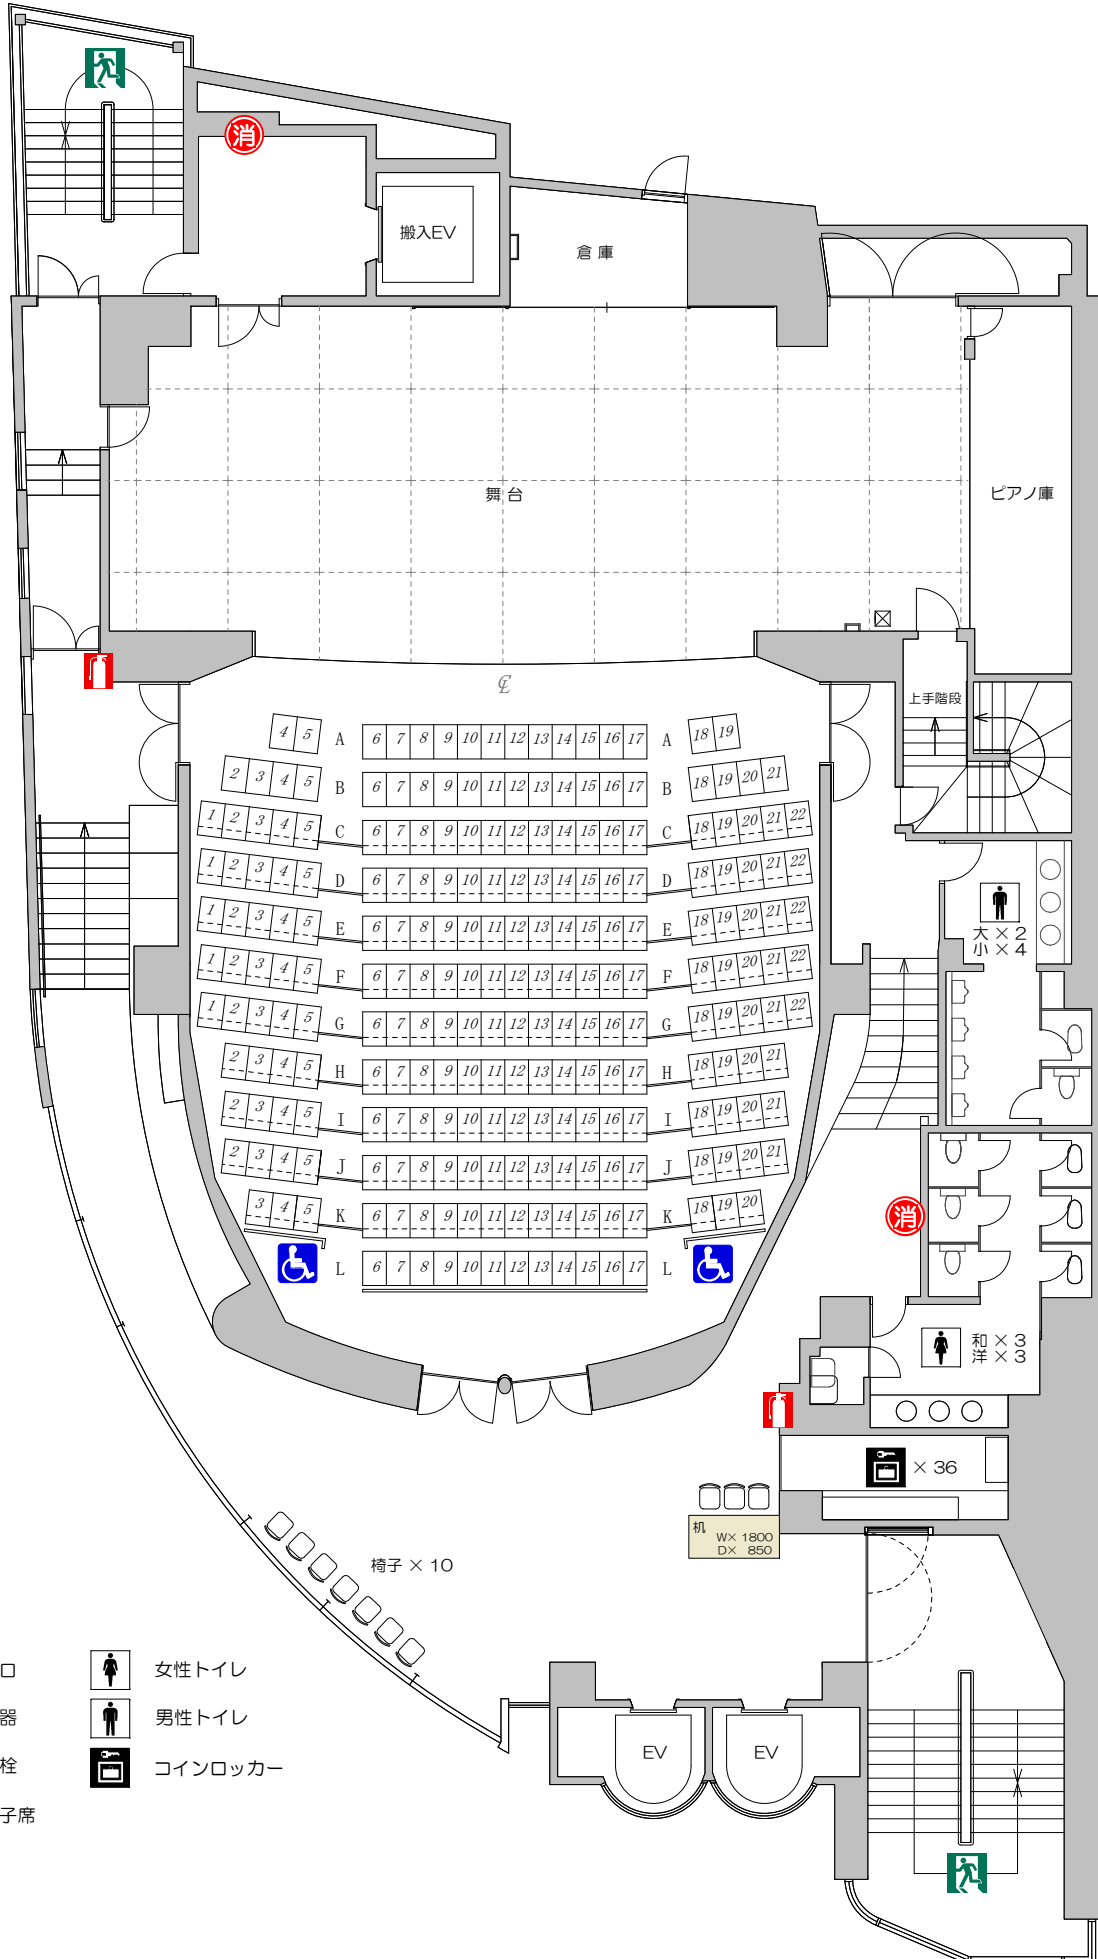 消
搬入EV
倉庫
舞台
ピアノ庫
℄
上手階段
4 5 A 6 7 8 9 10 11 12 13 14 15 16 17 A 18 19
2 3 4 5 B 6 7 8 9 10 11 12 13 14 15 16 17 B 18 19 20 21
1 2 3 4 5 C 6 7 8 9 10 11 12 13 14 15 16 17 C 18 19 20 21 22
1 2 3 4 5 D 6 7 8 9 10 11 12 13 14 15 16 17 D 18 19 20 21 22
1 2 3 4 5 E 6 7 8 9 10 11 12 13 14 15 16 17 E 18 19 20 21 22
1 2 3 4 5 F 6 7 8 9 10 11 12 13 14 15 16 17 F 18 19 20 21 22
1 2 3 4 5 G 6 7 8 9 10 11 12 13 14 15 16 17 G 18 19 20 21 22
2 3 4 5 H 6 7 8 9 10 11 12 13 14 15 16 17 H 18 19 20 21
2 3 4 5 I 6 7 8 9 10 11 12 13 14 15 16 17 I 18 19 20 21
2 3 4 5 J 6 7 8 9 10 11 12 13 14 15 16 17 J 18 19 20 21
3 4 5 K 6 7 8 9 10 11 12 13 14 15 16 17 K 18 19 20
L 6 7 8 9 10 11 12 13 14 15 16 17 L
大×2
小×4
消
和×3
洋×3
×36
机
W×1800
D× 850
椅子×10
EV
EV
口
女性トイレ
器
男性トイレ
栓
コインロッカー
子席